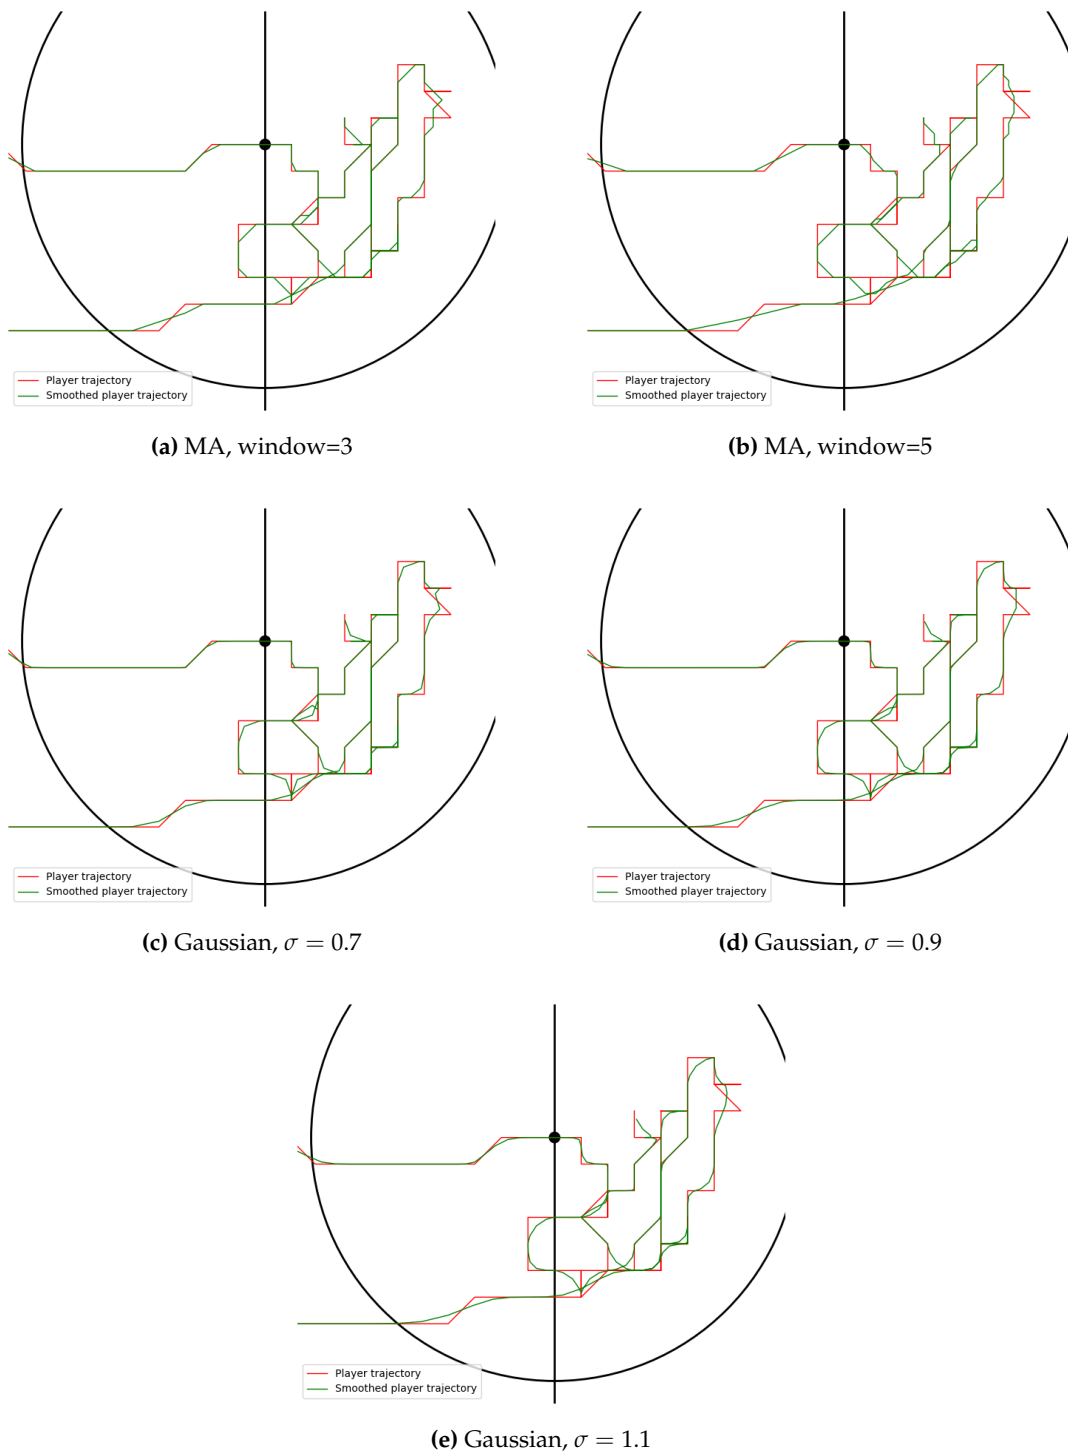 Player trajectory
Smoothed player trajectory
Player trajectory
Smoothed player trajectory
(a) MA, window=3
(b) MA, window=5
Player trajectory
Smoothed player trajectory
Player trajectory
Smoothed player trajectory
(c) Gaussian, σ = 0.7
(d) Gaussian, σ = 0.9
Player trajectory
Smoothed player trajectory
(e) Gaussian, σ = 1.1